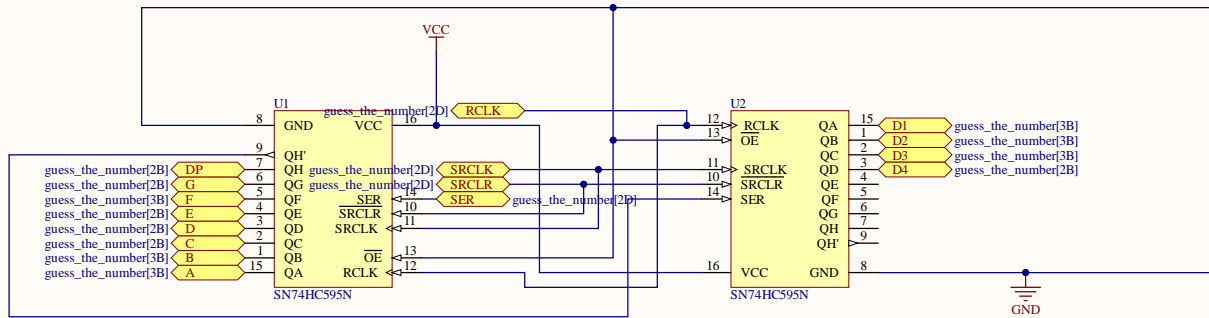 VCC
U1
guess_the_number[2D] RCLK
U2
8 GND VCC 16
12 RCLK QA 15 D1 guess_the_number[3B]
13 OE QB 1 D2 guess_the_number[3B]
9 QH'
QC 2 D3 guess_the_number[3B]
guess_the_number[2B] DP 7 QH guess_the_number[2D] SRCLK 11 SRCLK QD 3 D4 guess_the_number[2B]
guess_the_number[2B] G 6 QG guess_the_number[2D] SRCLR 10 SRCLR QE 4
guess_the_number[3B] F 5 QF SER 14 SER guess_the_number[2D] 14 SER QF 5
guess_the_number[2B] E 4 QE SRCLR 10 QG 6
guess_the_number[2B] D 3 QD SRCLK 11 QH 7
guess_the_number[2B] C 2 QC QH' 9
guess_the_number[3B] B 1 QB OE 13
guess_the_number[3B] A 15 QA RCLK 12 16 VCC GND 8
SN74HC595N SN74HC595N
GND